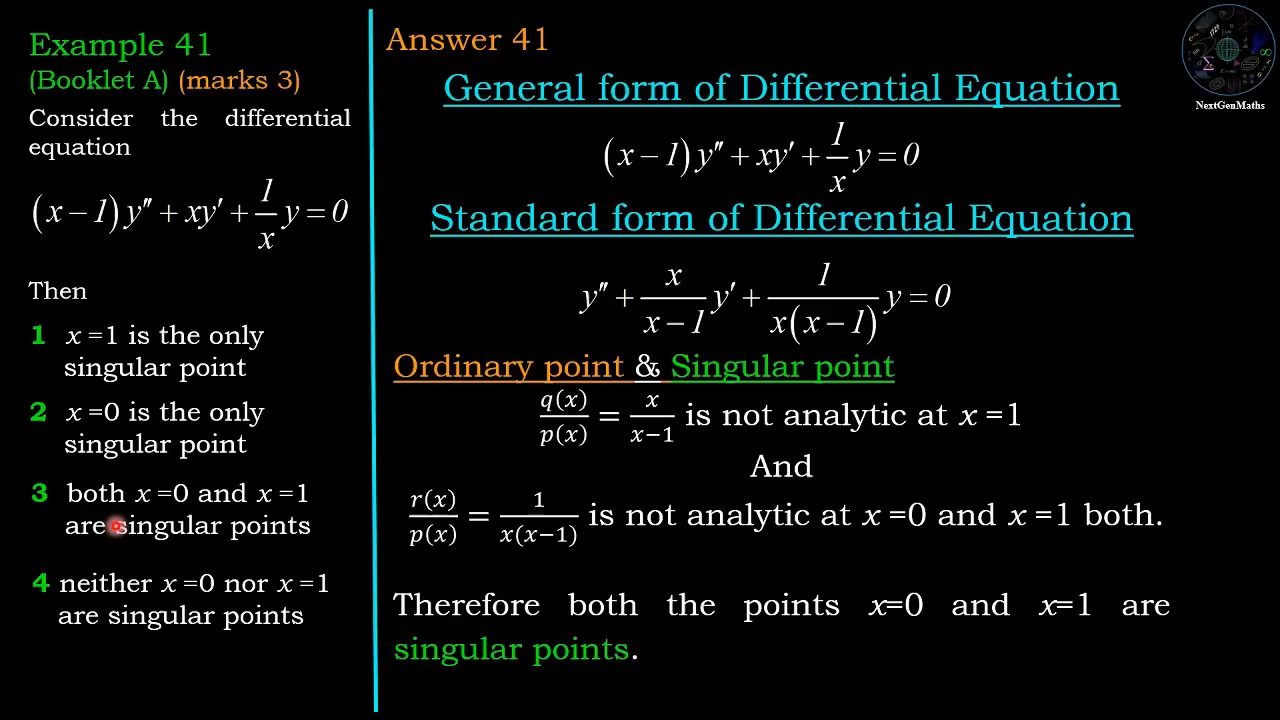 Example 41
(Booklet A) (marks 3)
Consider the differential
equation
(x − 1) y″ + xy′ + 1/x y = 0
Then
1 x =1 is the only
singular point
2 x =0 is the only
singular point
3 both x =0 and x =1
are singular points
4 neither x =0 nor x =1
are singular points
Answer 41
General form of Differential Equation
(x − 1) y″ + xy′ + 1/x y = 0
Standard form of Differential Equation
y″ + x/(x − 1) y′ + 1/(x(x − 1)) y = 0
Ordinary point & Singular point
q(x)/p(x) = x/(x−1) is not analytic at x =1
And
r(x)/p(x) = 1/(x(x−1)) is not analytic at x =0 and x =1 both.
Therefore both the points x=0 and x=1 are
singular points.
NextGenMaths